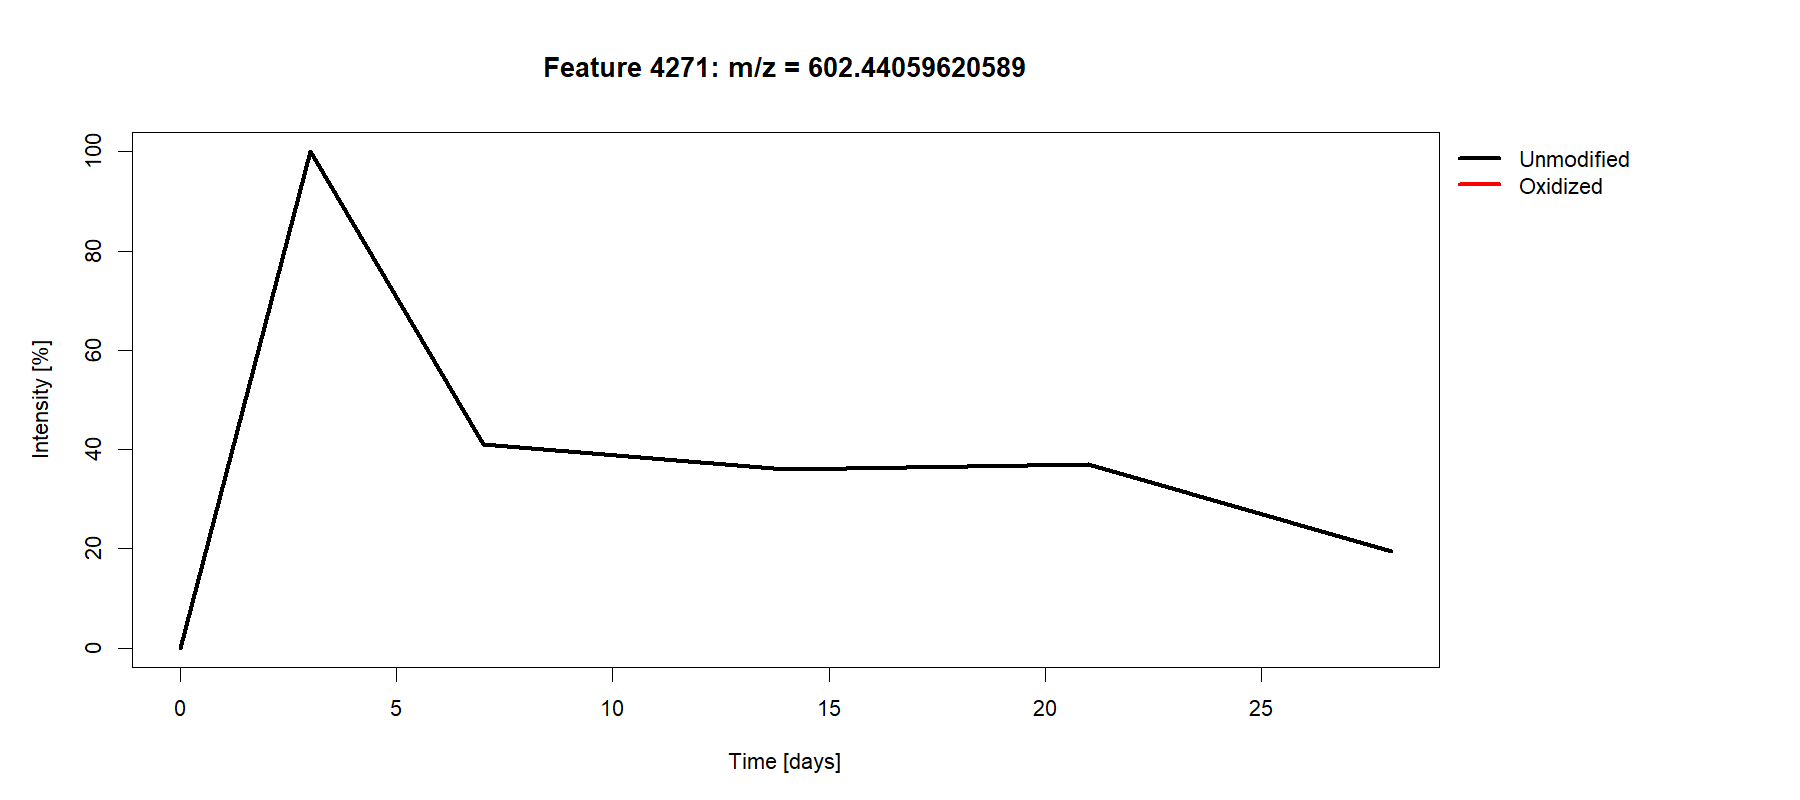 Feature 4271: m/z = 602.44059620589
Unmodified
Oxidized
Intensity [%]
100
80
60
40
20
0
0 5 10 15 20 25
Time [days]